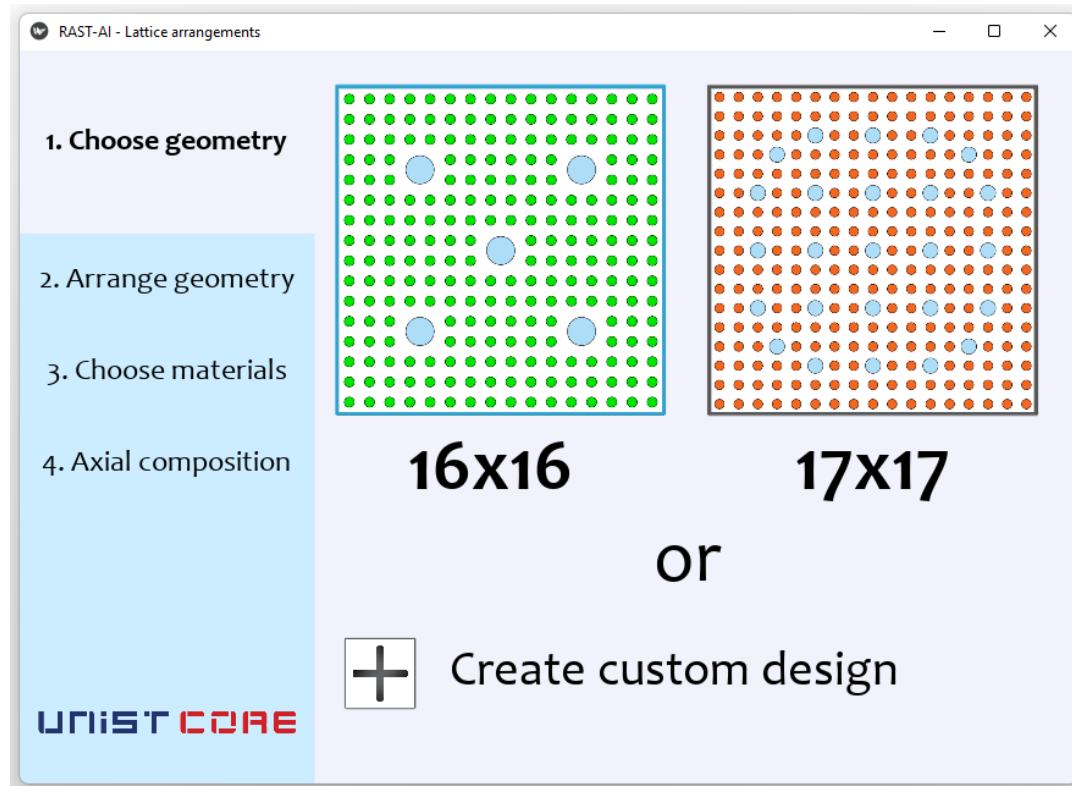 RAST-AI - Lattice arrangements
1. Choose geometry
2. Arrange geometry
3. Choose materials
4. Axial composition
UNIST CORE
16x16
17x17
or
Create custom design